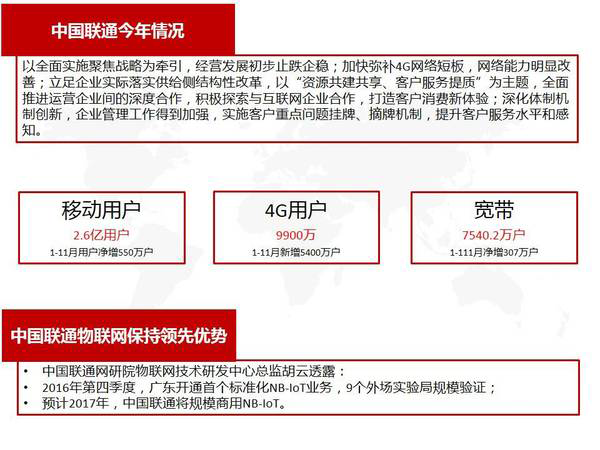 中国联通今年情况
以全面实施聚焦战略为牵引，经营发展初步止跌企稳；加快弥补4G网络短板，网络能力明显改
善；立足企业实际落实供给侧结构性改革，以“资源共建共享、客户服务提质”为主题，全面
推进运营企业间的深度合作，积极探索与互联网企业合作，打造客户消费新体验；深化体制机
制创新，企业管理工作得到加强，实施客户重点问题挂牌、摘牌机制，提升客户服务水平和感
知。
移动用户
2.6亿用户
1-11月用户净增550万户
4G用户
9900万
1-11月新增5400万户
宽带
7540.2万户
1-111月净增307万户
中国联通物联网保持领先优势
• 中国联通网研院物联网技术研发中心总监胡云透露：
• 2016年第四季度，广东开通首个标准化NB-IoT业务，9个外场实验局规模验证；
• 预计2017年，中国联通将规模商用NB-IoT。